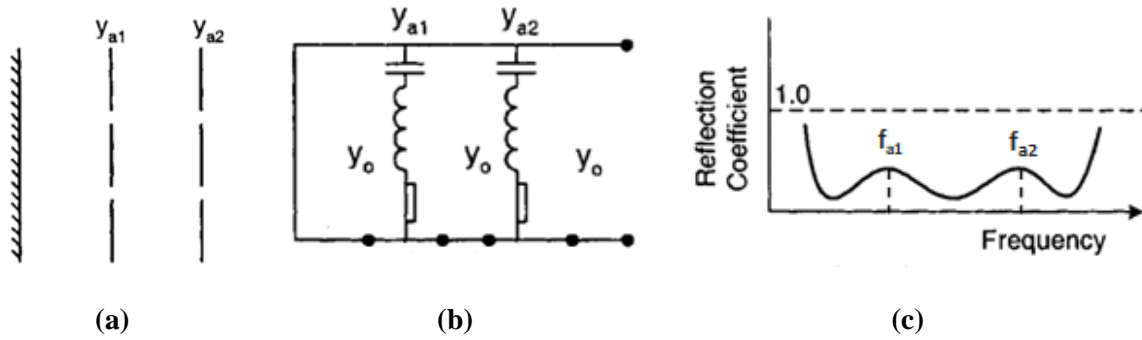 y_a1 y_a2
(a)
y_a1 y_a2
y_o y_o y_o
(b)
1.0
f_a1 f_a2
Reflection
Coefficient
Frequency
(c)